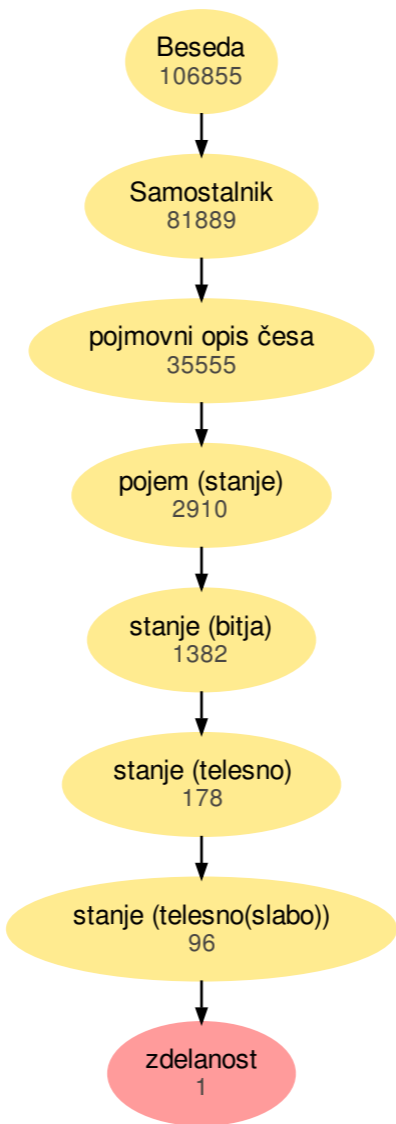 Beseda
106855
Samostalnik
81889
pojmovni opis česa
35555
pojem (stanje)
2910
stanje (bitja)
1382
stanje (telesno)
178
stanje (telesno(slabo))
96
zdelanost
1